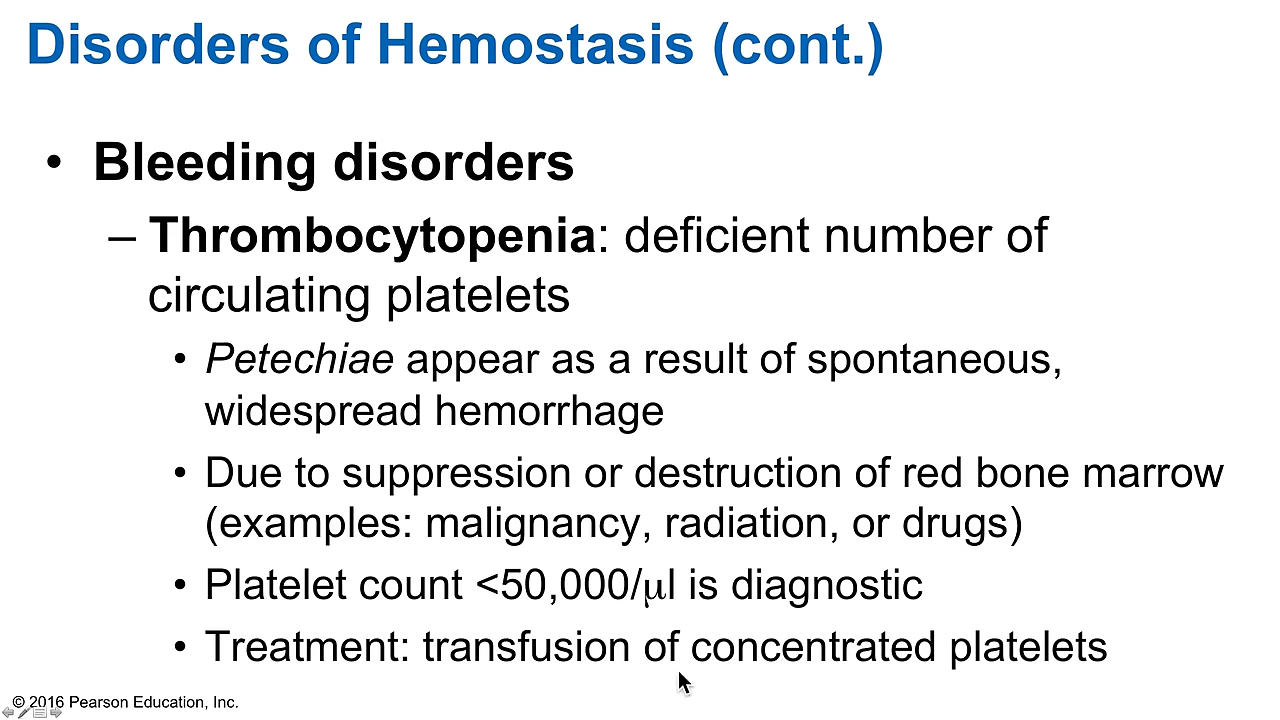 Disorders of Hemostasis (cont.)
• Bleeding disorders
– Thrombocytopenia: deficient number of
circulating platelets
• Petechiae appear as a result of spontaneous,
widespread hemorrhage
• Due to suppression or destruction of red bone marrow
(examples: malignancy, radiation, or drugs)
• Platelet count <50,000/μl is diagnostic
• Treatment: transfusion of concentrated platelets
© 2016 Pearson Education, Inc.